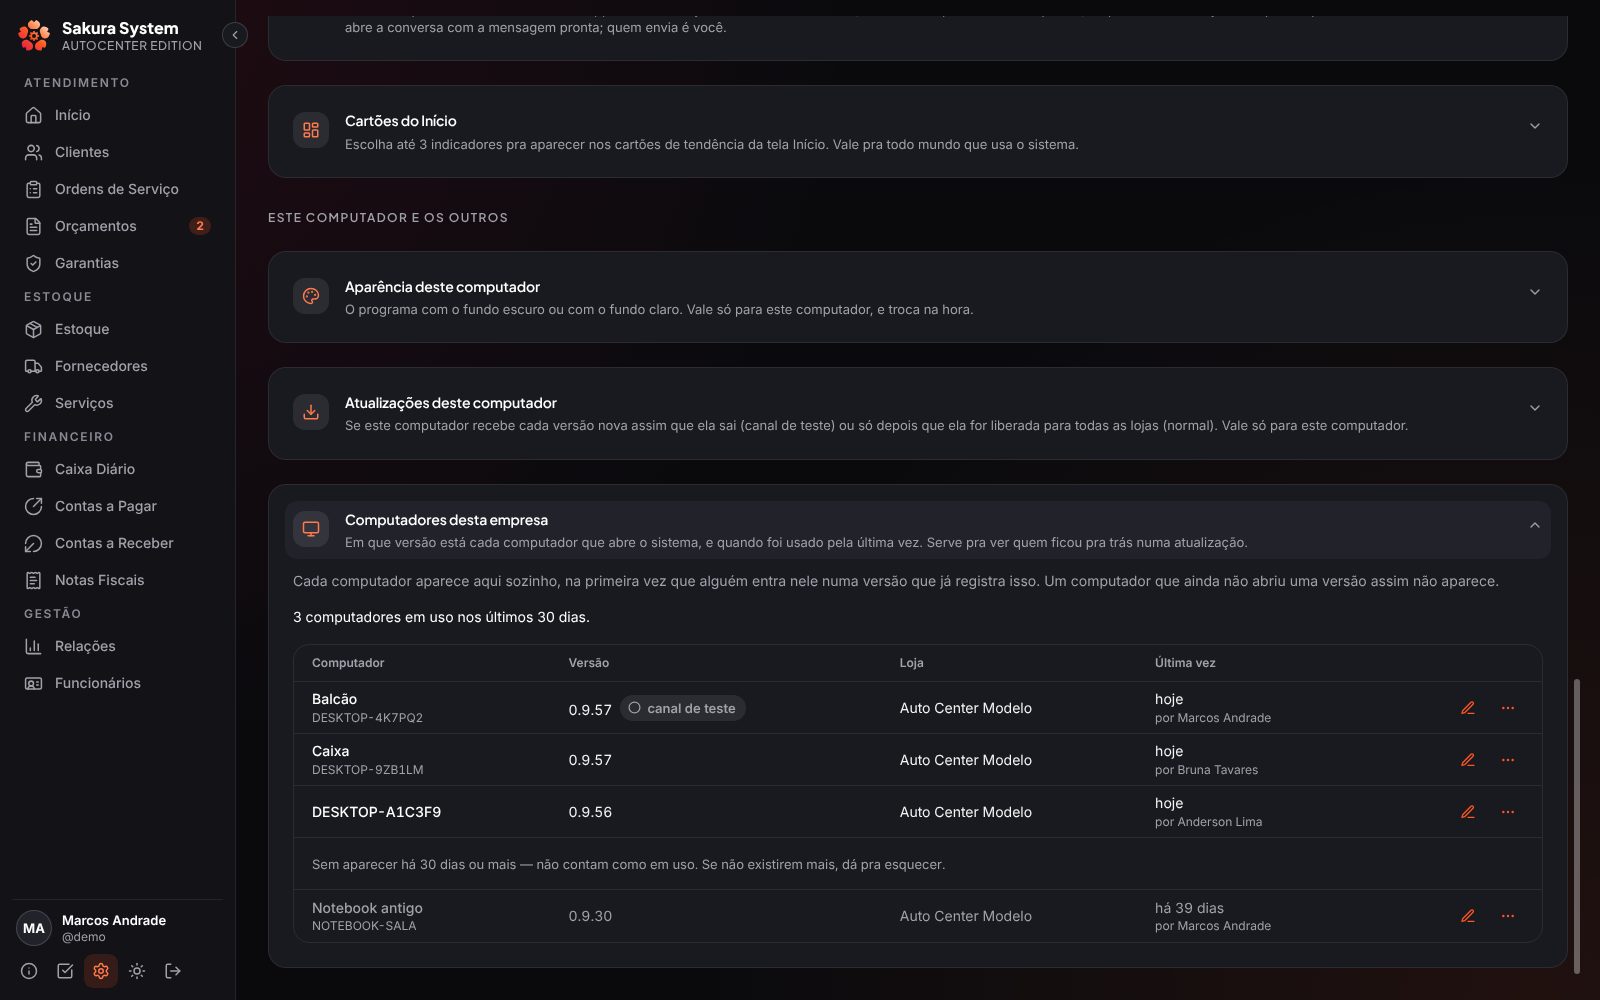 Sakura System
AUTOCENTER EDITION
ATENDIMENTO
Início
Clientes
Ordens de Serviço
Orçamentos 2
Garantias
ESTOQUE
Estoque
Fornecedores
Serviços
FINANCEIRO
Caixa Diário
Contas a Pagar
Contas a Receber
Notas Fiscais
GESTÃO
Relações
Funcionários
MA
Marcos Andrade
@demo
abre a conversa com a mensagem pronta; quem envia é você.
Cartões do Início
Escolha até 3 indicadores pra aparecer nos cartões de tendência da tela Início. Vale pra todo mundo que usa o sistema.
ESTE COMPUTADOR E OS OUTROS
Aparência deste computador
O programa com o fundo escuro ou com o fundo claro. Vale só para este computador, e troca na hora.
Atualizações deste computador
Se este computador recebe cada versão nova assim que ela sai (canal de teste) ou só depois que ela for liberada para todas as lojas (normal). Vale só para este computador.
Computadores desta empresa
Em que versão está cada computador que abre o sistema, e quando foi usado pela última vez. Serve pra ver quem ficou pra trás numa atualização.
Cada computador aparece aqui sozinho, na primeira vez que alguém entra nele numa versão que já registra isso. Um computador que ainda não abriu uma versão assim não aparece.
3 computadores em uso nos últimos 30 dias.
Computador Versão Loja Última vez
Balcão
DESKTOP-4K7PQ2
0.9.57 canal de teste
Auto Center Modelo
hoje
por Marcos Andrade
Caixa
DESKTOP-9ZB1LM
0.9.57
Auto Center Modelo
hoje
por Bruna Tavares
DESKTOP-A1C3F9
0.9.56
Auto Center Modelo
hoje
por Anderson Lima
Sem aparecer há 30 dias ou mais — não contam como em uso. Se não existirem mais, dá pra esquecer.
Notebook antigo
NOTEBOOK-SALA
0.9.30
Auto Center Modelo
há 39 dias
por Marcos Andrade